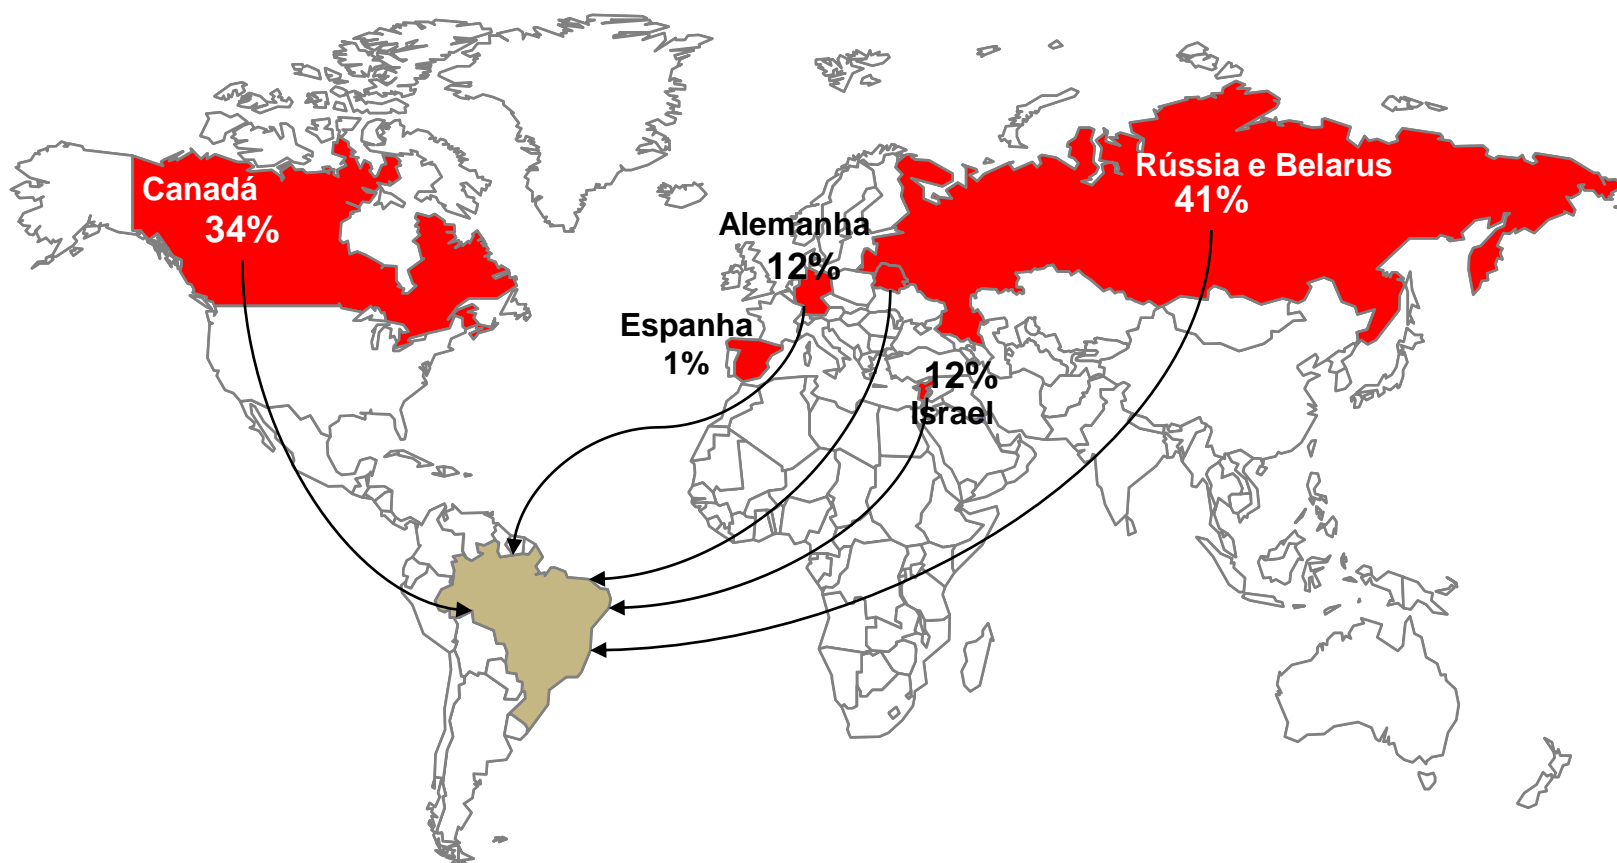 Canadá
34%
Rússia e Belarus
41%
Alemanha
12%
Espanha
1%
12%
Israel